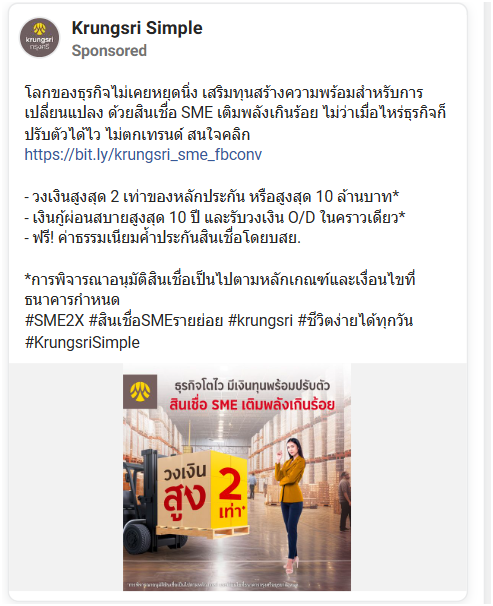 krungsri
กรุงศรี
Krungsri Simple
Sponsored
โลกของธุรกิจไม่เคยหยุดนิ่ง เสริมทุนสร้างความพร้อมสำหรับการ
เปลี่ยนแปลง ด้วยสินเชื่อ SME เติมพลังเกินร้อย ไม่ว่าเมื่อไหร่ธุรกิจก็
ปรับตัวได้ไว ไม่ตกเทรนด์ สนใจคลิก
https://bit.ly/krungsri_sme_fbconv
- วงเงินสูงสุด 2 เท่าของหลักประกัน หรือสูงสุด 10 ล้านบาท*
- เงินกู้ผ่อนสบายสูงสุด 10 ปี และรับวงเงิน O/D ในคราวเดียว*
- ฟรี! ค่าธรรมเนียมค้ำประกันสินเชื่อโดยบสย.
*การพิจารณาอนุมัติสินเชื่อเป็นไปตามหลักเกณฑ์และเงื่อนไขที่
ธนาคารกำหนด
#SME2X #สินเชื่อSMEรายย่อย #krungsri #ชีวิตง่ายได้ทุกวัน
#KrungsriSimple
ธุรกิจโตไว มีเงินทุนพร้อมปรับตัว
สินเชื่อ SME เติมพลังเกินร้อย
วงเงิน
สูง
2
เท่า*